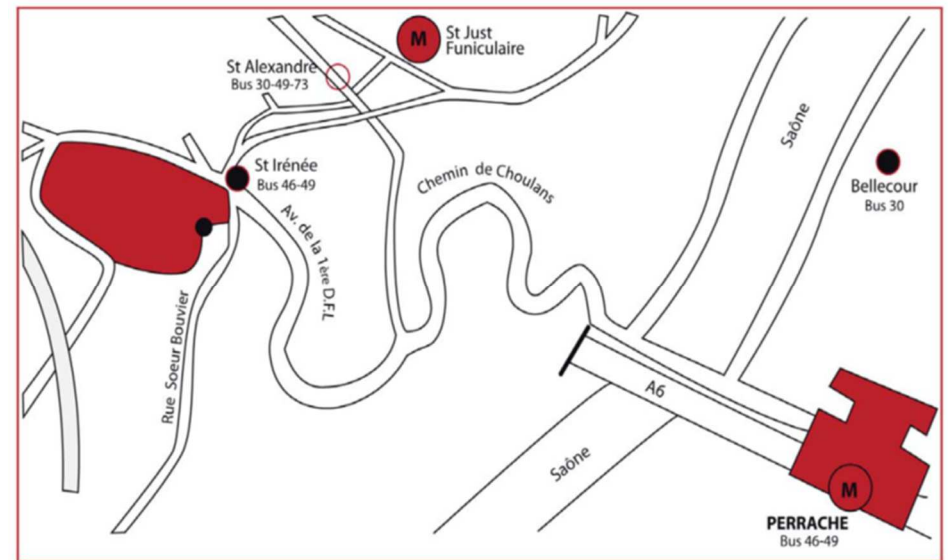 M
St Just
Funiculaire
St Alexandre
Bus 30-49-73
Saône
St Irénée
Bus 46-49
Chemin de Choulans
Bellecour
Bus 30
Av. de la 1ère D.F.L
Rue Soeur Bouvier
A6
Saône
M
PERRACHE
Bus 46-49